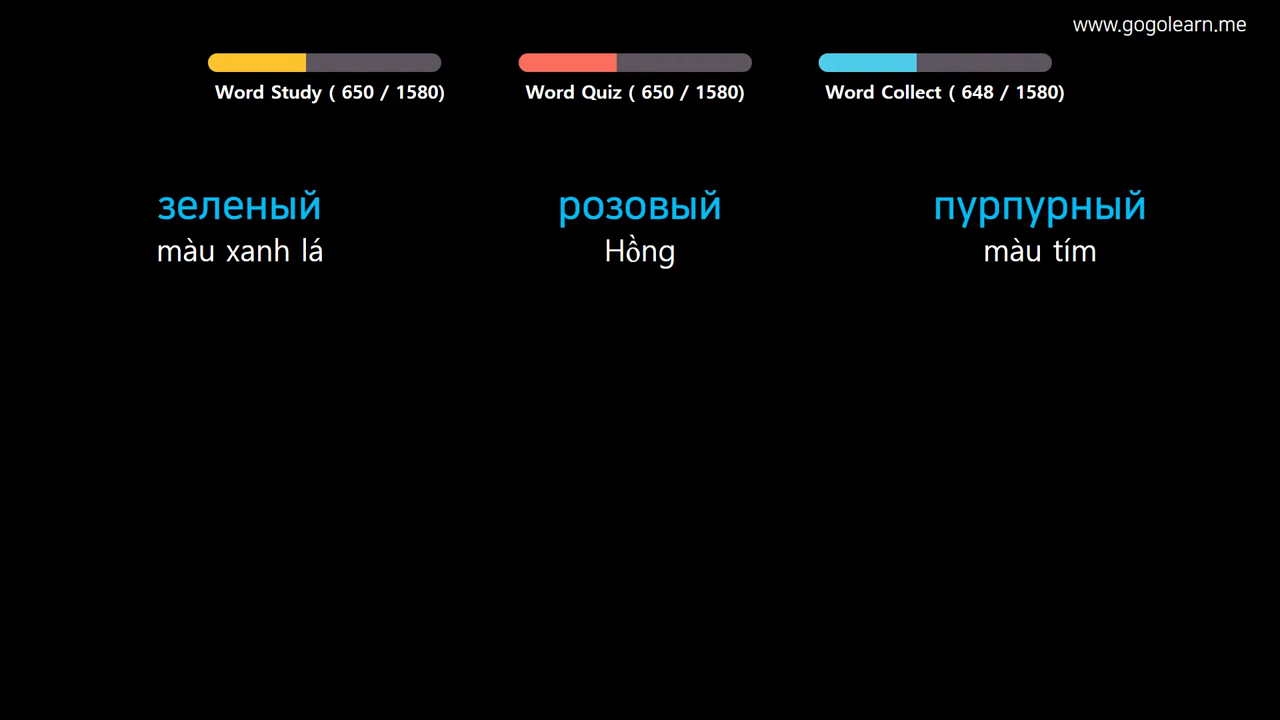 www.gogolearn.me
Word Study ( 650 / 1580)
Word Quiz ( 650 / 1580)
Word Collect ( 648 / 1580)
зеленый
màu xanh lá
розовый
Hồng
пурпурный
màu tím